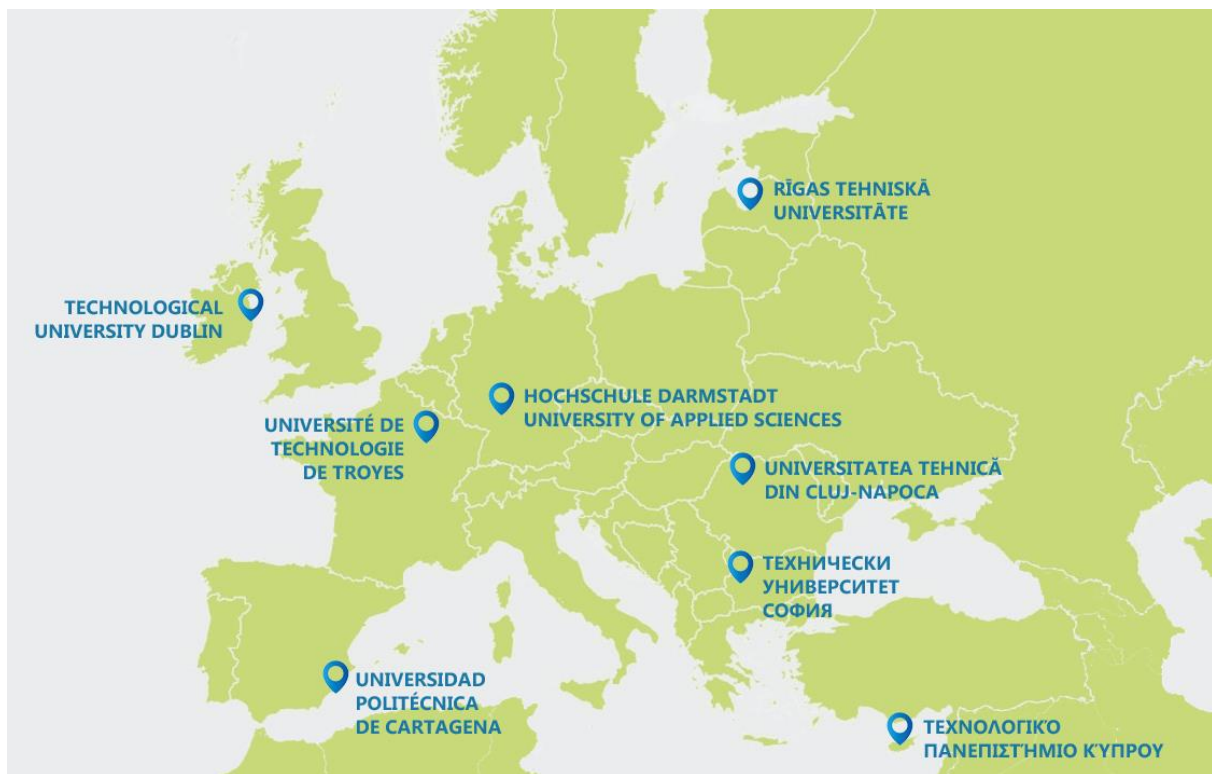 RĪGAS TEHNISKĀ
UNIVERSITĀTE
TECHNOLOGICAL
UNIVERSITY DUBLIN
HOCHSCHULE DARMSTADT
UNIVERSITY OF APPLIED SCIENCES
UNIVERSITÉ DE
TECHNOLOGIE
DE TROYES
UNIVERSITATEA TEHNICĂ
DIN CLUJ-NAPOCA
ТЕХНИЧЕСКИ
УНИВЕРСИТЕТ
СОФИЯ
UNIVERSIDAD
POLITÉCNICA
DE CARTAGENA
ΤΕΧΝΟΛΟΓΙΚΌ
ΠΑΝΕΠΙΣΤΉΜΙΟ ΚΎΠΡΟΥ